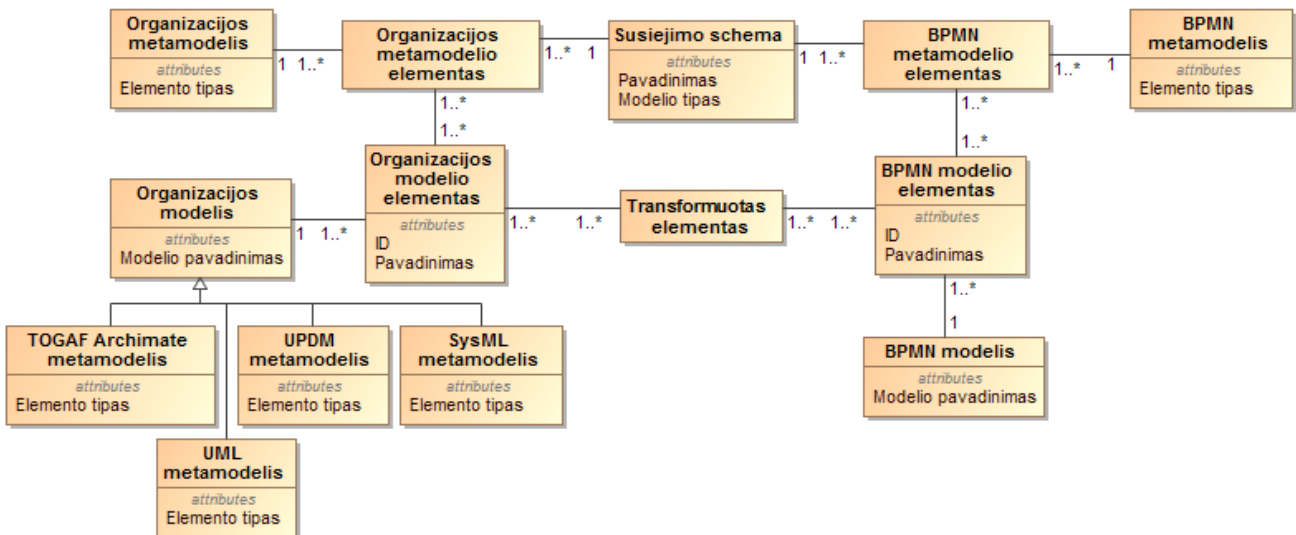 Organizacijos
metamodelis
attributes
Elemento tipas
1 1..*
Organizacijos
metamodelio
elementas
1..* 1
Susiejimo schema
attributes
Pavadinimas
Modelio tipas
1 1..*
BPMN
metamodelio
elementas
1..* 1
BPMN
metamodelis
attributes
Elemento tipas
1..*
1..*
1..*
1..*
Organizacijos
modelis
attributes
Modelio pavadinimas
1 1..*
Organizacijos
modelio
elementas
attributes
ID
Pavadinimas
1..* 1..*
Transformuotas
elementas
1..* 1..*
BPMN modelio
elementas
attributes
ID
Pavadinimas
1..*
1
TOGAF Archimate
metamodelis
attributes
Elemento tipas
UPDM
metamodelis
attributes
Elemento tipas
SysML
metamodelis
attributes
Elemento tipas
BPMN modelis
attributes
Modelio pavadinimas
UML
metamodelis
attributes
Elemento tipas